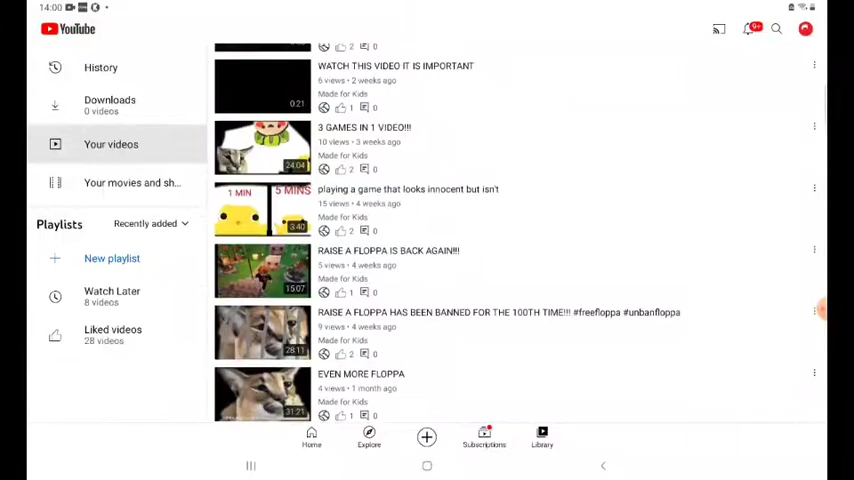 14:00
YouTube
9+
History
Downloads
0 videos
Your videos
Your movies and sh...
Playlists
Recently added
New playlist
Watch Later
8 videos
Liked videos
28 videos
2 0
WATCH THIS VIDEO IT IS IMPORTANT
6 views • 2 weeks ago
Made for Kids
0:21
1 0
3 GAMES IN 1 VIDEO!!!
10 views • 3 weeks ago
Made for Kids
24:04
2 0
1 MIN
5 MINS
playing a game that looks innocent but isn't
15 views • 4 weeks ago
Made for Kids
3:40
2 0
RAISE A FLOPPA IS BACK AGAIN!!!
5 views • 4 weeks ago
Made for Kids
15:07
1 0
RAISE A FLOPPA HAS BEEN BANNED FOR THE 100TH TIME!!! #freefloppa #unbanfloppa
9 views • 4 weeks ago
Made for Kids
28:11
2 0
EVEN MORE FLOPPA
4 views • 1 month ago
Made for Kids
31:21
1 0
Home
Explore
Subscriptions
Library